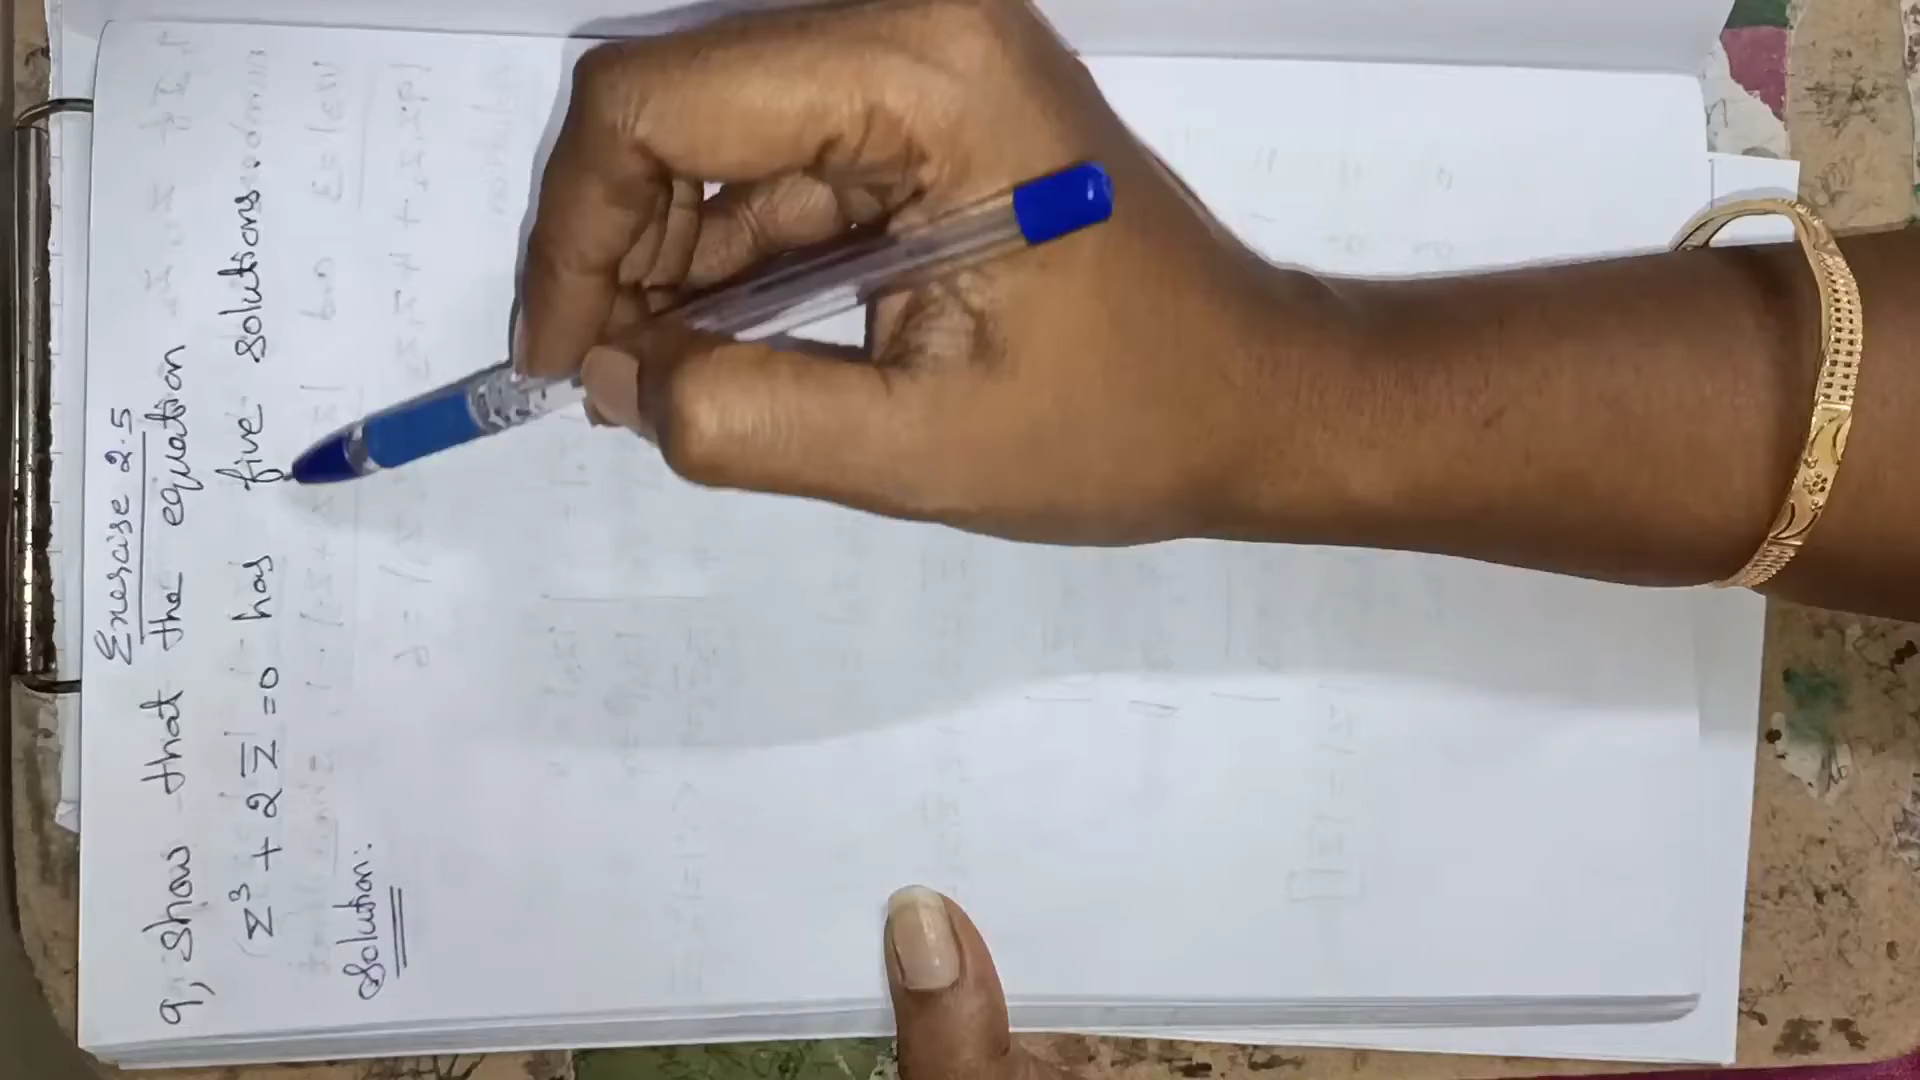 Exercise 2.5
9, Show that the equation
z³ + 2z̅ = 0 has five solutions.
Solution: